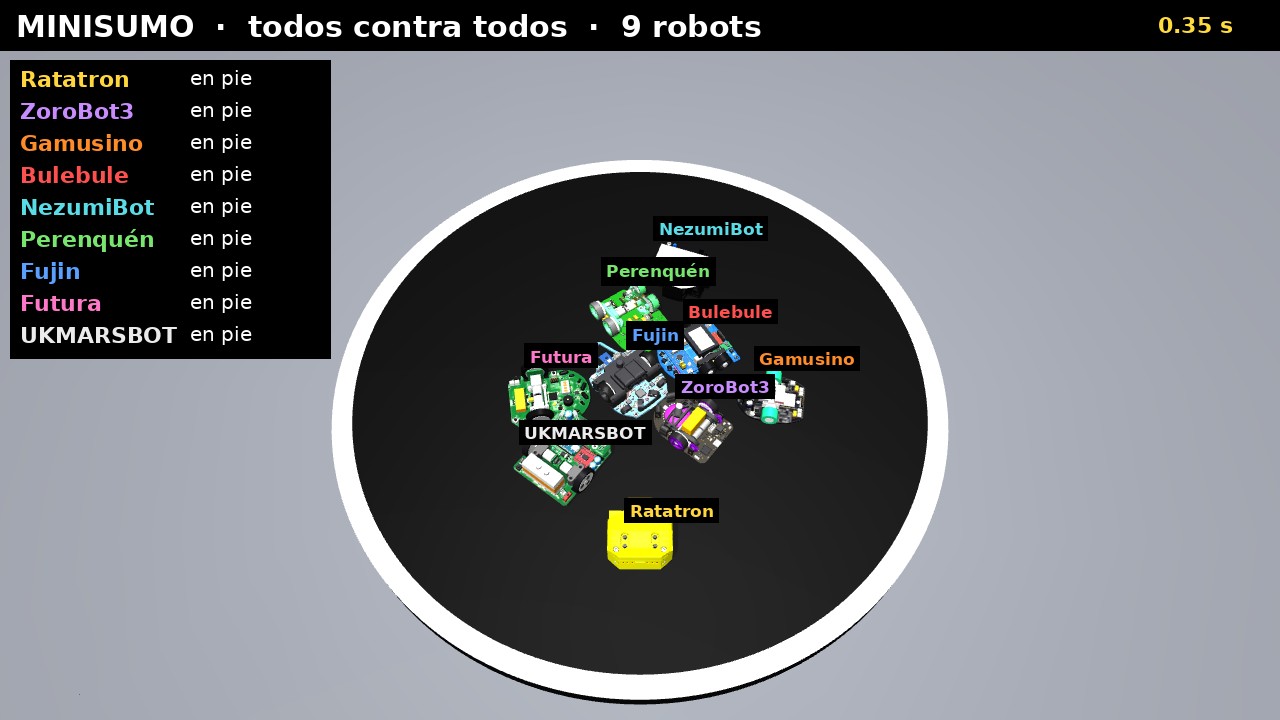 MINISUMO · todos contra todos · 9 robots
0.35 s
Ratatron en pie
ZoroBot3 en pie
Gamusino en pie
Bulebule en pie
NezumiBot en pie
Perenquén en pie
Fujin en pie
Futura en pie
UKMARSBOT en pie
NezumiBot
Perenquén
Bulebule
Fujin
Futura
Gamusino
ZoroBot3
UKMARSBOT
Ratatron